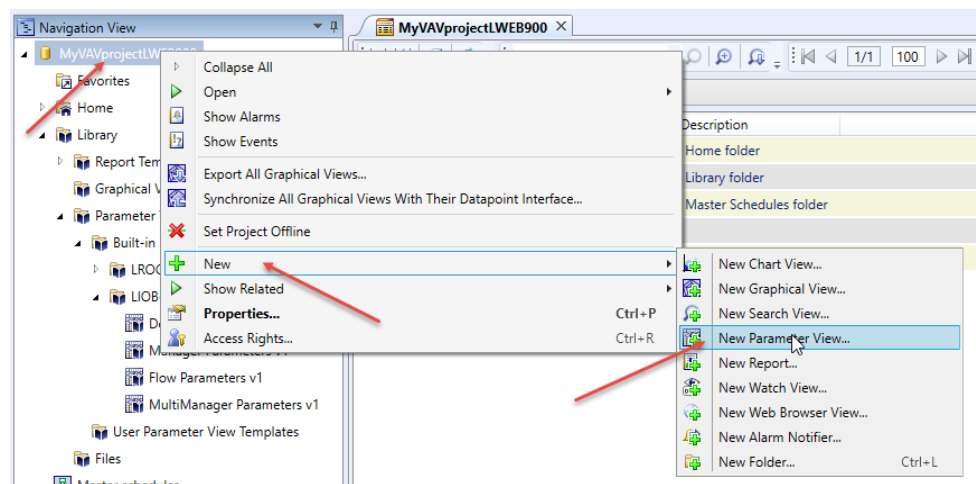 Navigation View
MyVAVprojectLWEB900
MyVAVprojectLW
Favorites
Home
Library
Report Tem
Graphical V
Parameter
Built-in
LROC
LIOB
D
Manager Parameters v1
Flow Parameters v1
MultiManager Parameters v1
User Parameter View Templates
Files
Master schedules
Collapse All
Open
Show Alarms
Show Events
Export All Graphical Views...
Synchronize All Graphical Views With Their Datapoint Interface...
Set Project Offline
New
Show Related
Properties... Ctrl+P
Access Rights... Ctrl+R
1/1 100
Description
Home folder
Library folder
Master Schedules folder
New Chart View...
New Graphical View...
New Search View...
New Parameter View...
New Report...
New Watch View...
New Web Browser View...
New Alarm Notifier...
New Folder... Ctrl+L